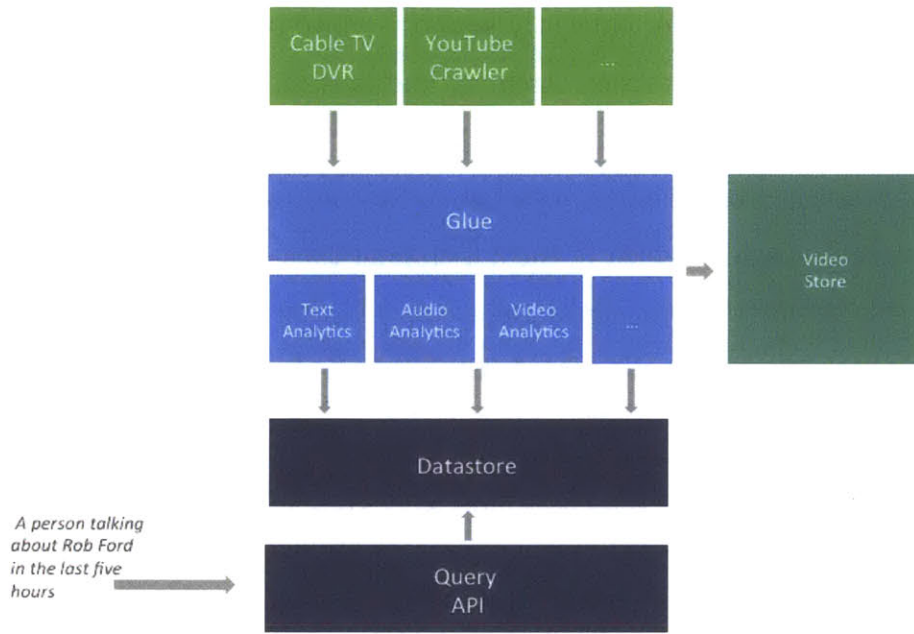 Cable TV
DVR
YouTube
Crawler
...
Glue
Video
Store
Text
Analytics
Audio
Analytics
Video
Analytics
...
Datastore
A person talking
about Rob Ford
in the last five
hours
Query
API